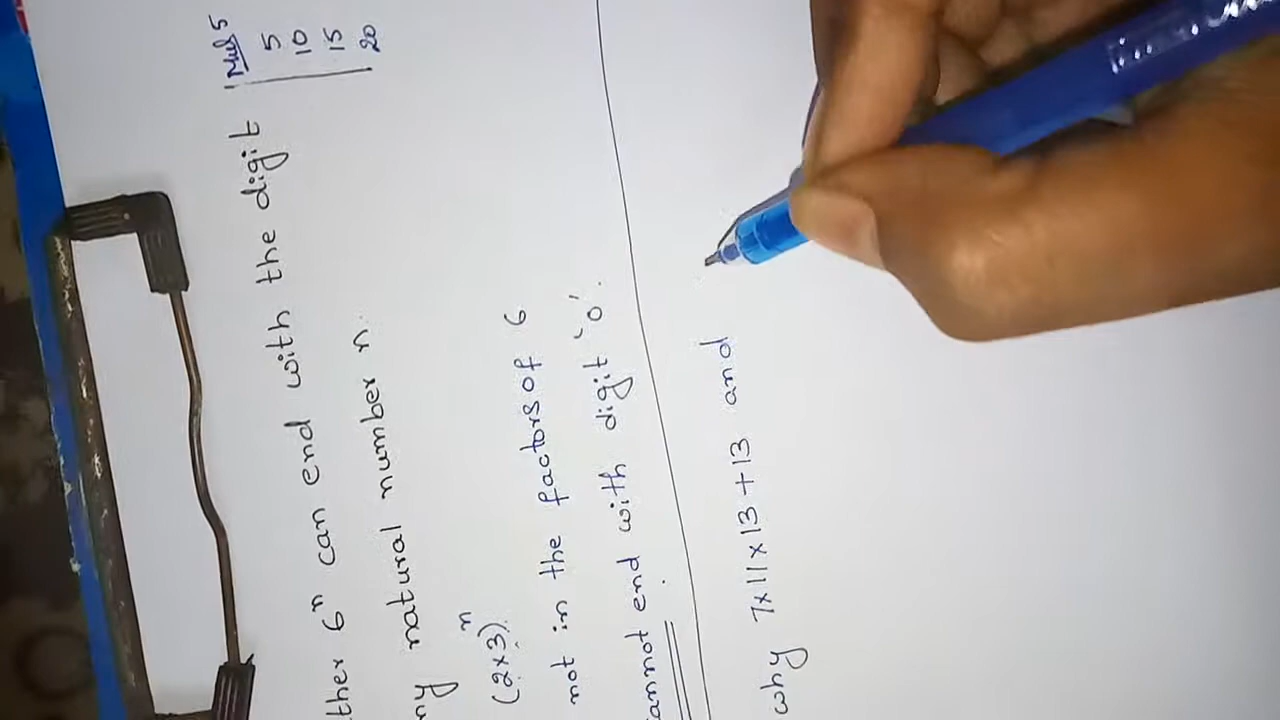 ther 6ⁿ can end with the digit
ny natural number n.
(2×3)ⁿ
not in the factors of 6
annot end with digit '0'.
why 7×11×13+13 and
Mul 5
5
10
15
20